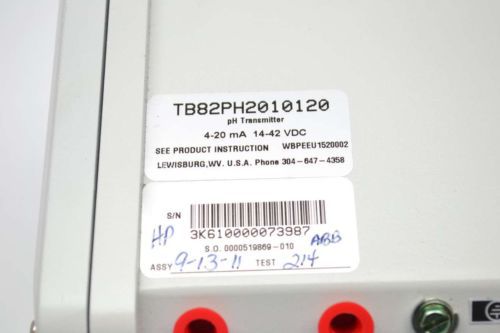 TB82PH2010120
pH Transmitter
4-20 mA 14-42 VDC
SEE PRODUCT INSTRUCTION WBPEEU1520002
LEWISBURG,WV. U.S.A. Phone 304-647-4358
S/N
HP 3K610000073987 ABB
S.O. 0000519869-010
ASSY 9-13-11 TEST 214